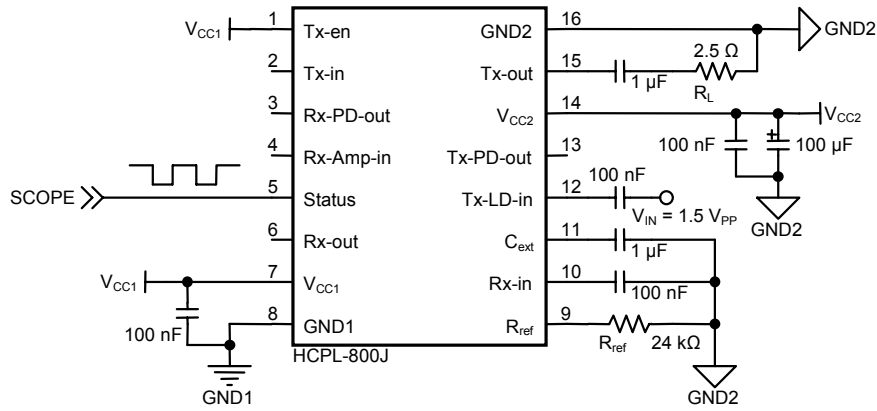 V_CC1 1 Tx-en GND2 16 GND2
2 Tx-in Tx-out 15 1 µF 2.5 Ω R_L
3 Rx-PD-out V_CC2 14 V_CC2
100 nF 100 µF
+
4 Rx-Amp-in Tx-PD-out 13
SCOPE 5 Status Tx-LD-in 12 100 nF
V_IN = 1.5 V_PP GND2
6 Rx-out C_ext 11 1 µF
V_CC1 7 V_CC1 Rx-in 10 100 nF
100 nF 8 GND1 R_ref 9 R_ref 24 kΩ
HCPL-800J
GND1 GND2